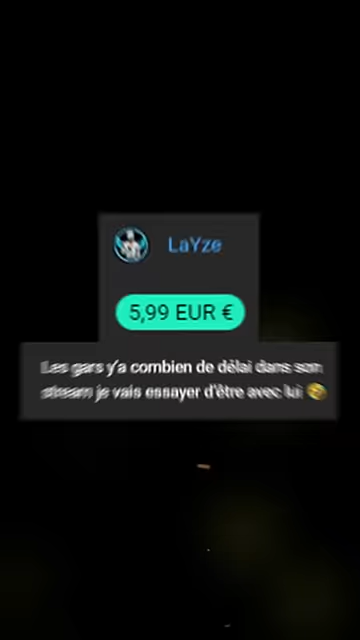 LaYze
5,99 EUR €
Les gars y'a combien de délai dans son
stream je vais essayer d'être avec lui